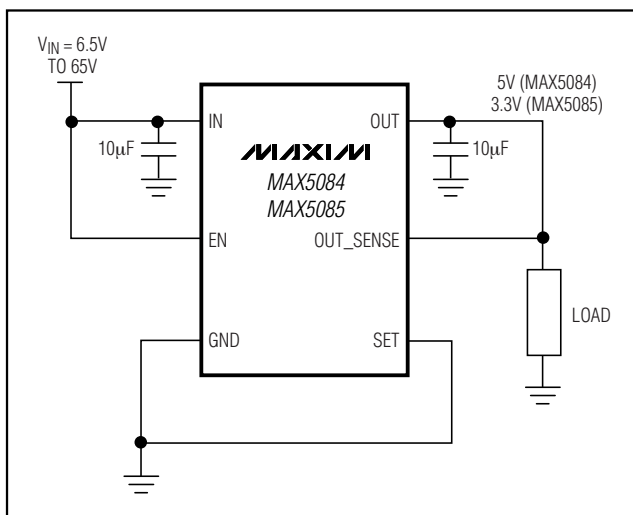 VIN = 6.5V
TO 65V
5V (MAX5084)
3.3V (MAX5085)
IN
OUT
10µF
10µF
MAXIM
MAX5084
MAX5085
EN
OUT_SENSE
LOAD
GND
SET